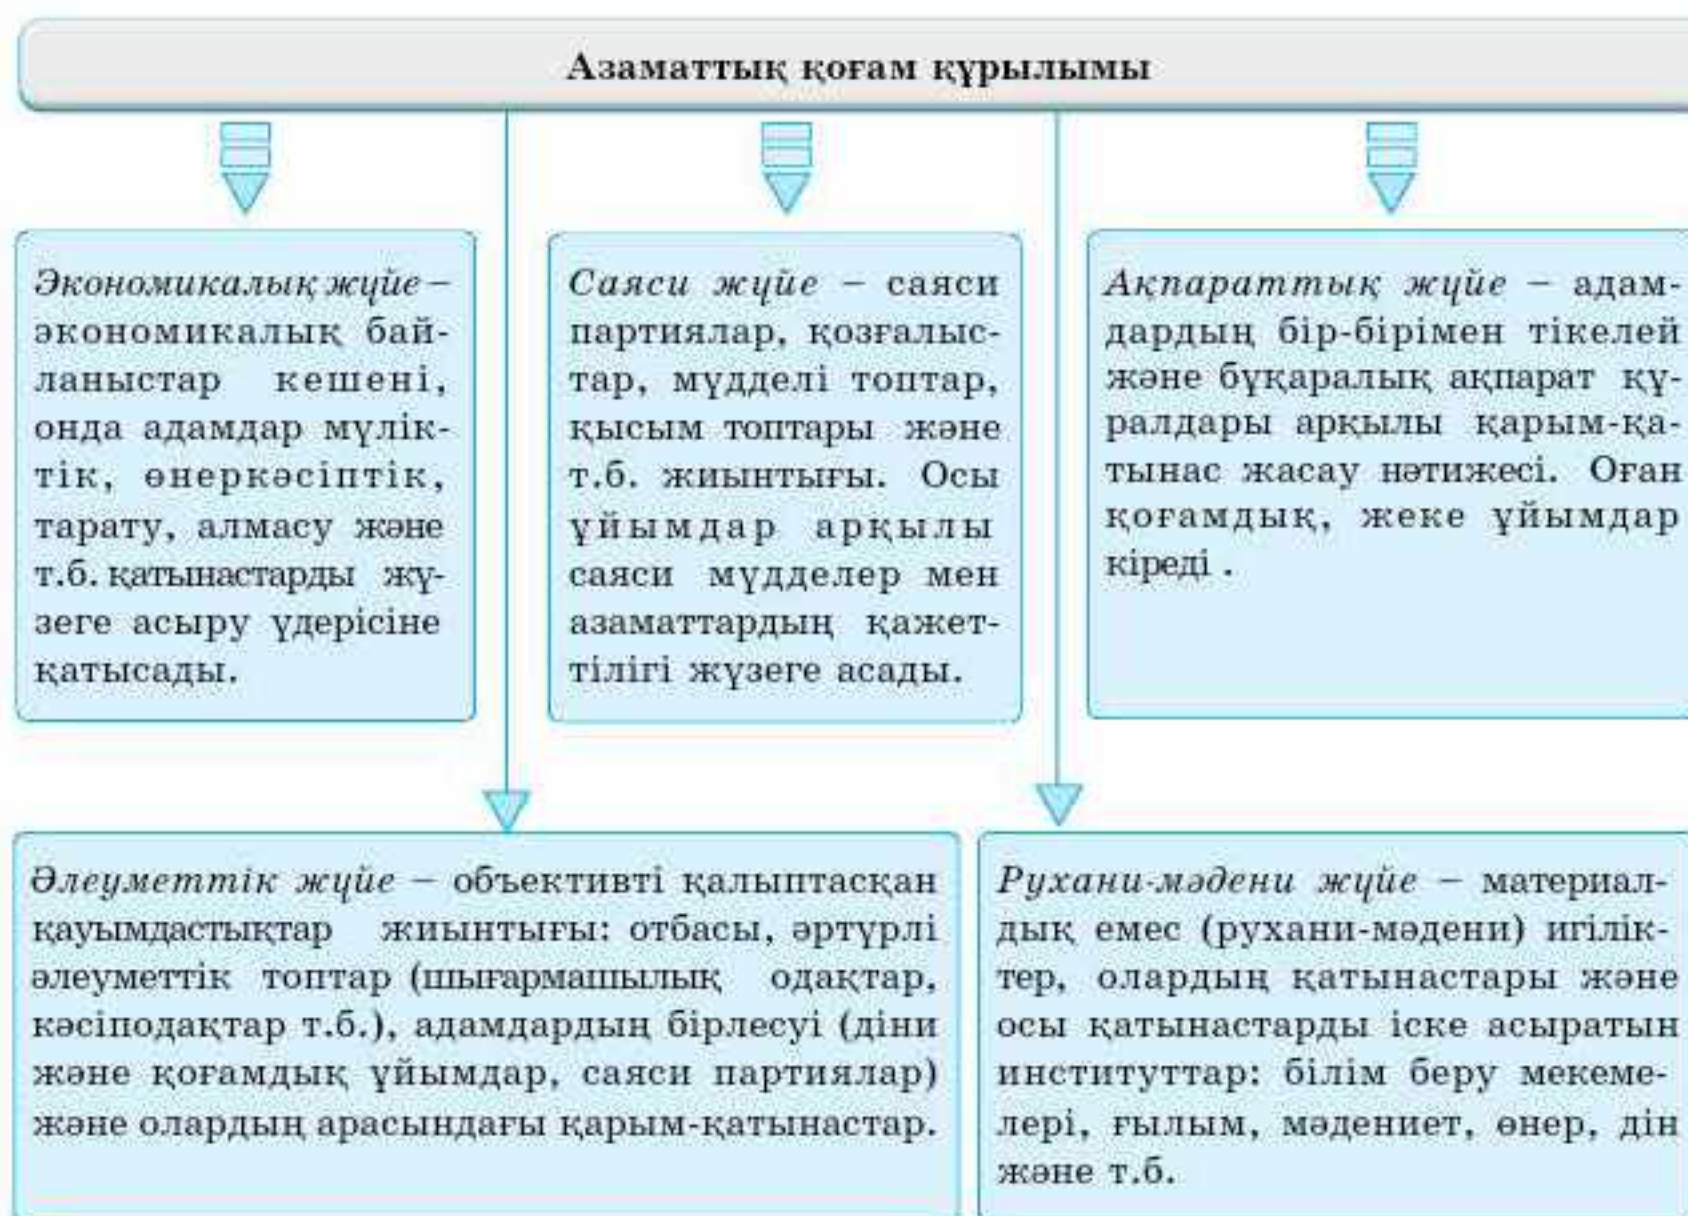 Азаматтық қоғам құрылымы
Экономикалық жүйе –
экономикалық бай-
ланыстар кешені,
онда адамдар мүлік-
тік, өнеркәсіптік,
тарату, алмасу және
т.б. қатынастарды жү-
зеге асыру үдерісіне
қатысады.
Саяси жүйе – саяси
партиялар, қозғалыс-
тар, мүдделі топтар,
қысым топтары және
т.б. жиынтығы. Осы
ұйымдар арқылы
саяси мүдделер мен
азаматтардың қажет-
тілігі жүзеге асады.
Ақпараттық жүйе – адам-
дардың бір-бірімен тікелей
және бұқаралық ақпарат құ-
ралдары арқылы қарым-қа-
тынас жасау нәтижесі. Оған
қоғамдық, жеке ұйымдар
кіреді .
Әлеуметтік жүйе – объективті қалыптасқан
қауымдастықтар жиынтығы: отбасы, әртүрлі
әлеуметтік топтар (шығармашылық одақтар,
кәсіподақтар т.б.), адамдардың бірлесуі (діни
және қоғамдық ұйымдар, саяси партиялар)
және олардың арасындағы қарым-қатынастар.
Рухани-мәдени жүйе – материал-
дық емес (рухани-мәдени) игілік-
тер, олардың қатынастары және
осы қатынастарды іске асыратын
институттар: білім беру мекеме-
лері, ғылым, мәдениет, өнер, дін
және т.б.